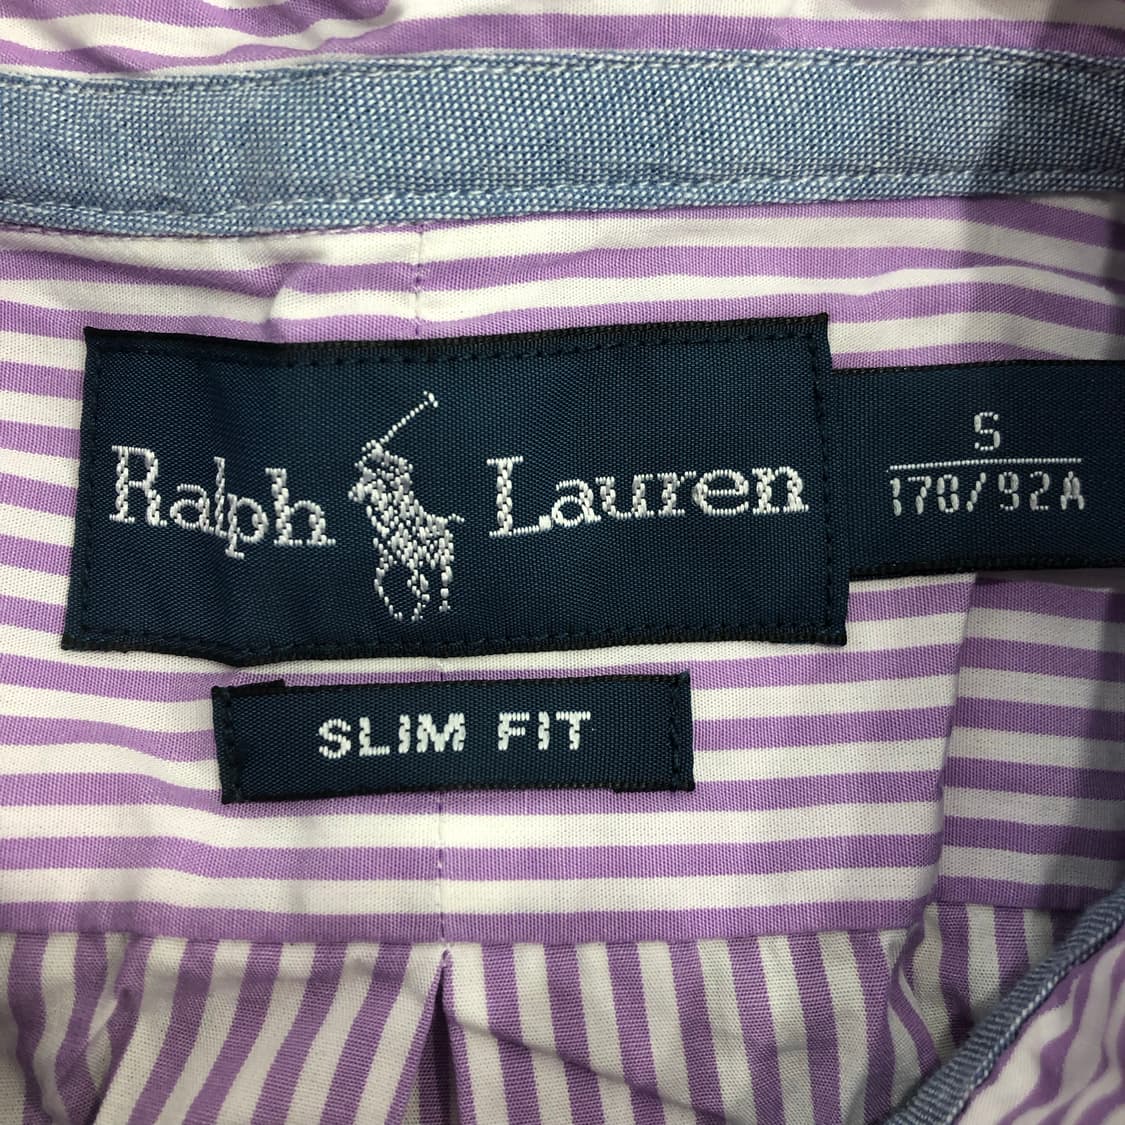 Ralph Lauren
S
170/92A
SLIM FIT